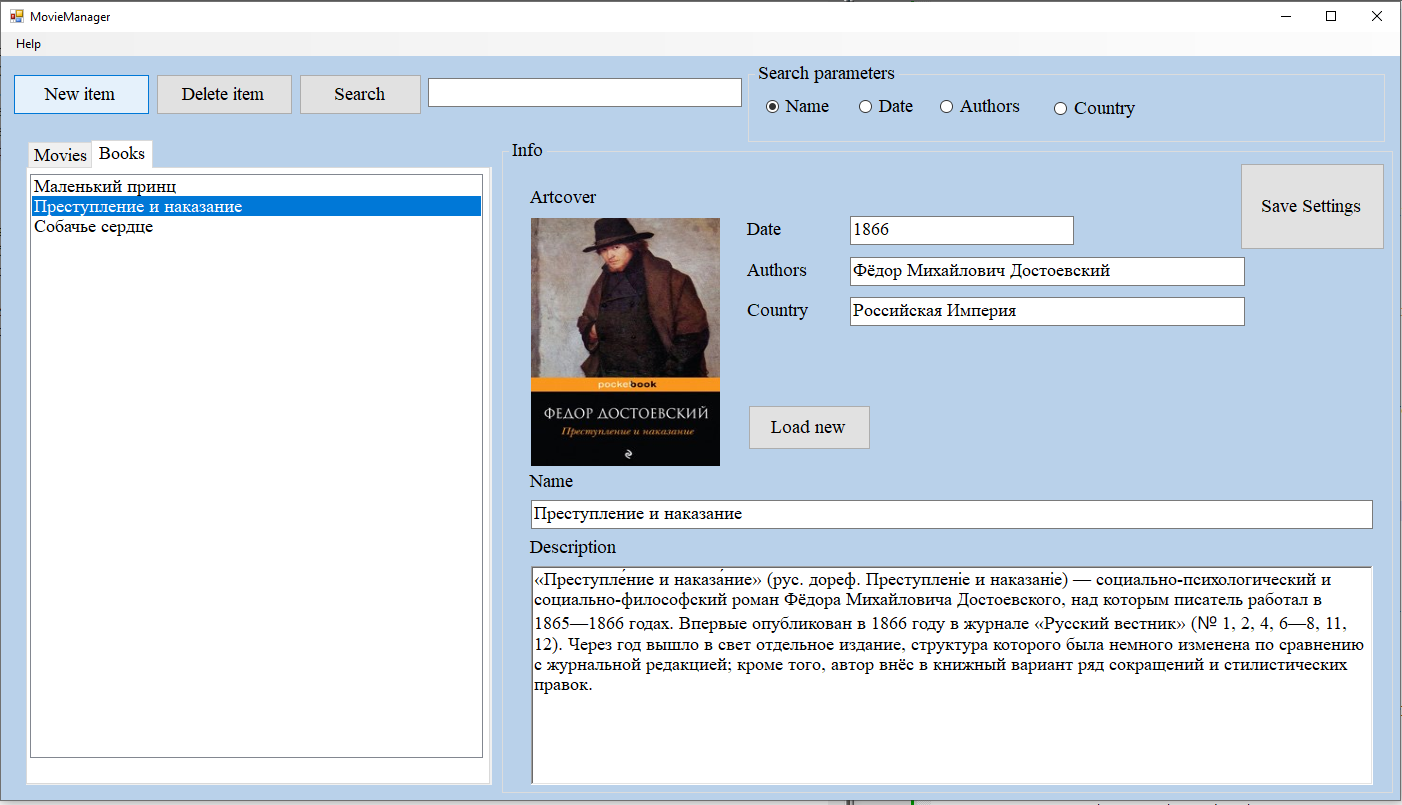 MovieManager
Help
New item
Delete item
Search
Search parameters
Name
Date
Authors
Country
Movies
Books
Маленький принц
Преступление и наказание
Собачье сердце
Info
Artcover
pocketbook
ФЕДОР ДОСТОЕВСКИЙ
Преступление и наказание
Date
1866
Authors
Фёдор Михайлович Достоевский
Country
Российская Империя
Save Settings
Load new
Name
Преступление и наказание
Description
«Преступле́ние и наказа́ние» (рус. дореф. Преступленіе и наказаніе) — социально-психологический и
социально-философский роман Фёдора Михайловича Достоевского, над которым писатель работал в
1865—1866 годах. Впервые опубликован в 1866 году в журнале «Русский вестник» (№ 1, 2, 4, 6—8, 11,
12). Через год вышло в свет отдельное издание, структура которого была немного изменена по сравнению
с журнальной редакцией; кроме того, автор внёс в книжный вариант ряд сокращений и стилистических
правок.